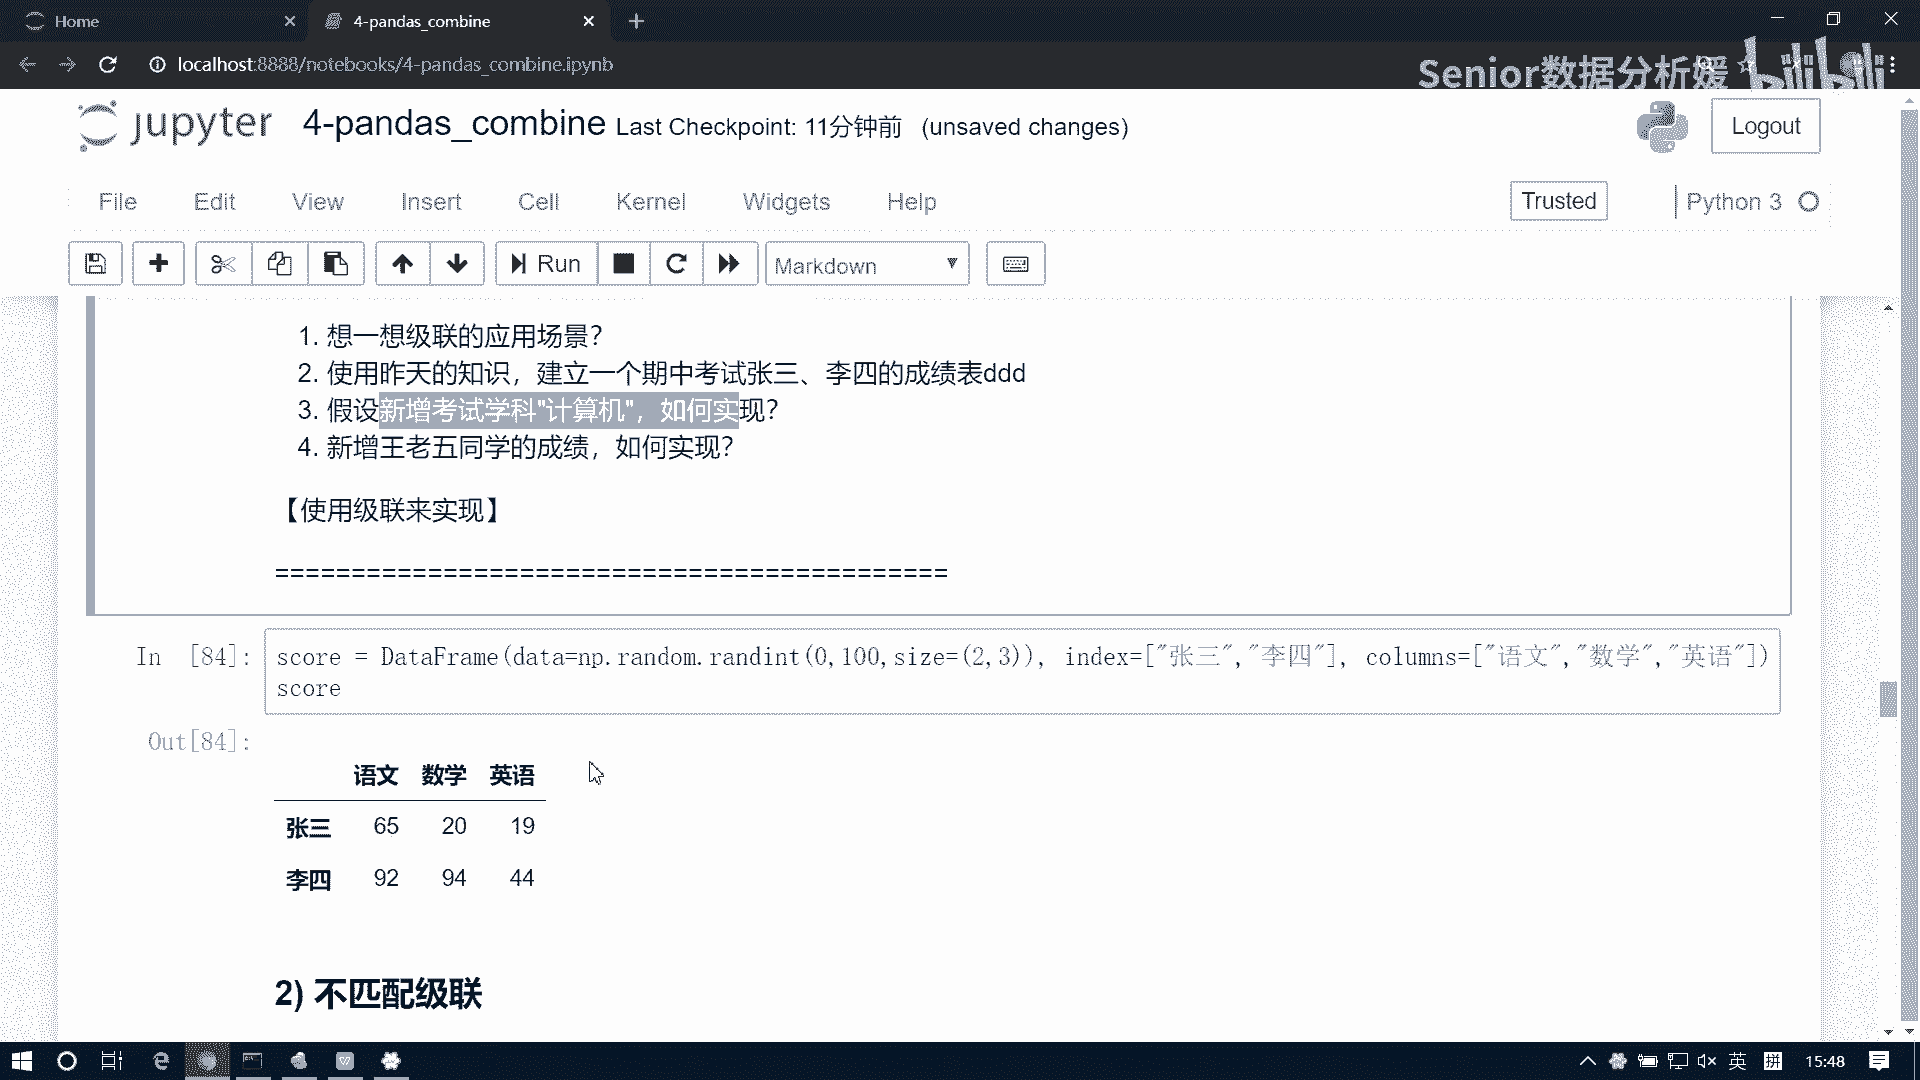 Home
4-pandas_combine
localhost:8888/notebooks/4-pandas_combine.ipynb
Senior数据分析媛
bilibili
jupyter 4-pandas_combine Last Checkpoint: 11分钟前 (unsaved changes)
Logout
File Edit View Insert Cell Kernel Widgets Help
Trusted
Python 3
Run
Markdown
1. 想一想级联的应用场景?
2. 使用昨天的知识，建立一个期中考试张三、李四的成绩表ddd
3. 假设新增考试学科"计算机"，如何实现?
4. 新增王老五同学的成绩，如何实现?
【使用级联来实现】
============================================
In [84]:
score = DataFrame(data=np.random.randint(0,100,size=(2,3)), index=["张三","李四"], columns=["语文","数学","英语"])
score
Out[84]:
语文 数学 英语
张三 65 20 19
李四 92 94 44
2) 不匹配级联
英
拼
15:48